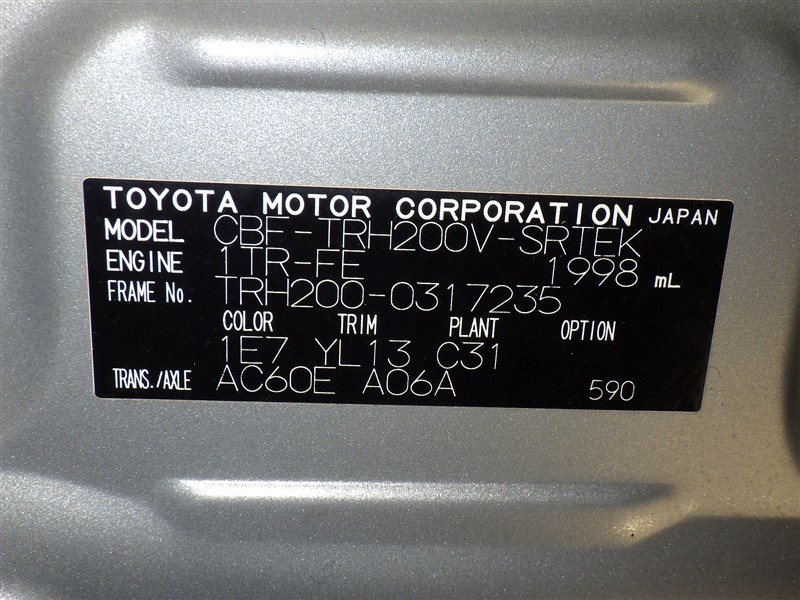 TOYOTA MOTOR CORPORATION JAPAN
MODEL CBF-TRH200V-SRTEK
ENGINE 1TR-FE 1998 mL
FRAME No. TRH200-0317235
COLOR TRIM PLANT OPTION
1E7 YL13 C31
TRANS./AXLE AC60E A06A 590